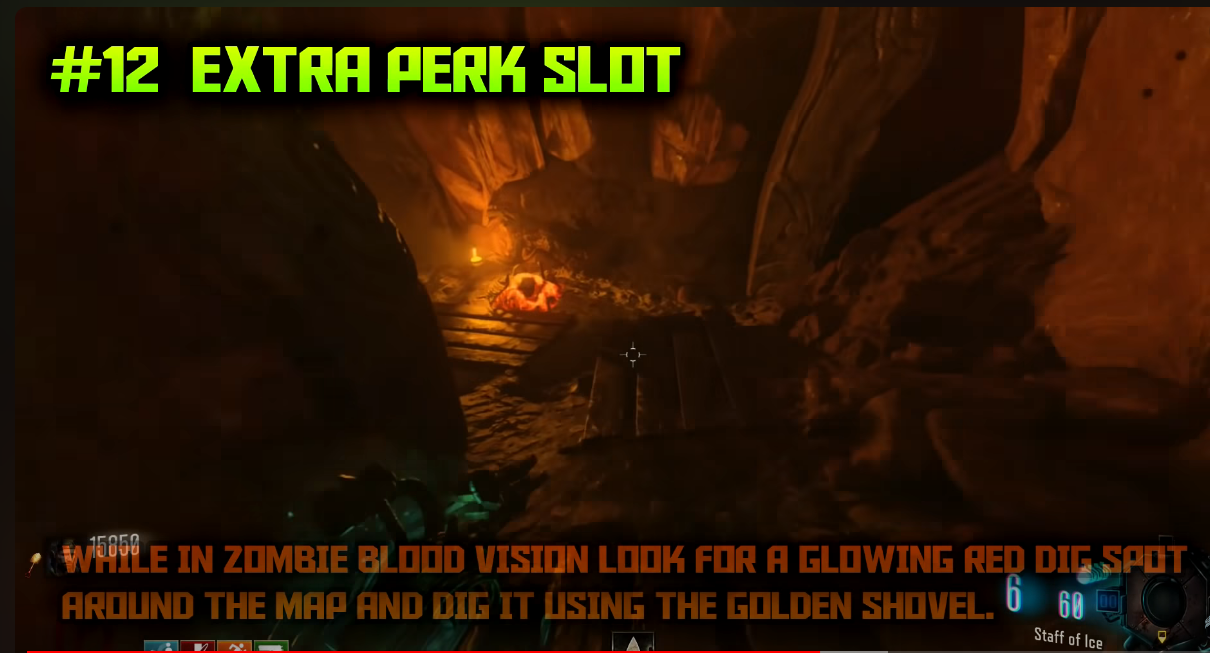 #12 EXTRA PERK SLOT
15850
WHILE IN ZOMBIE BLOOD VISION LOOK FOR A GLOWING RED DIG SPOT
AROUND THE MAP AND DIG IT USING THE GOLDEN SHOVEL.
6
60
Staff of Ice